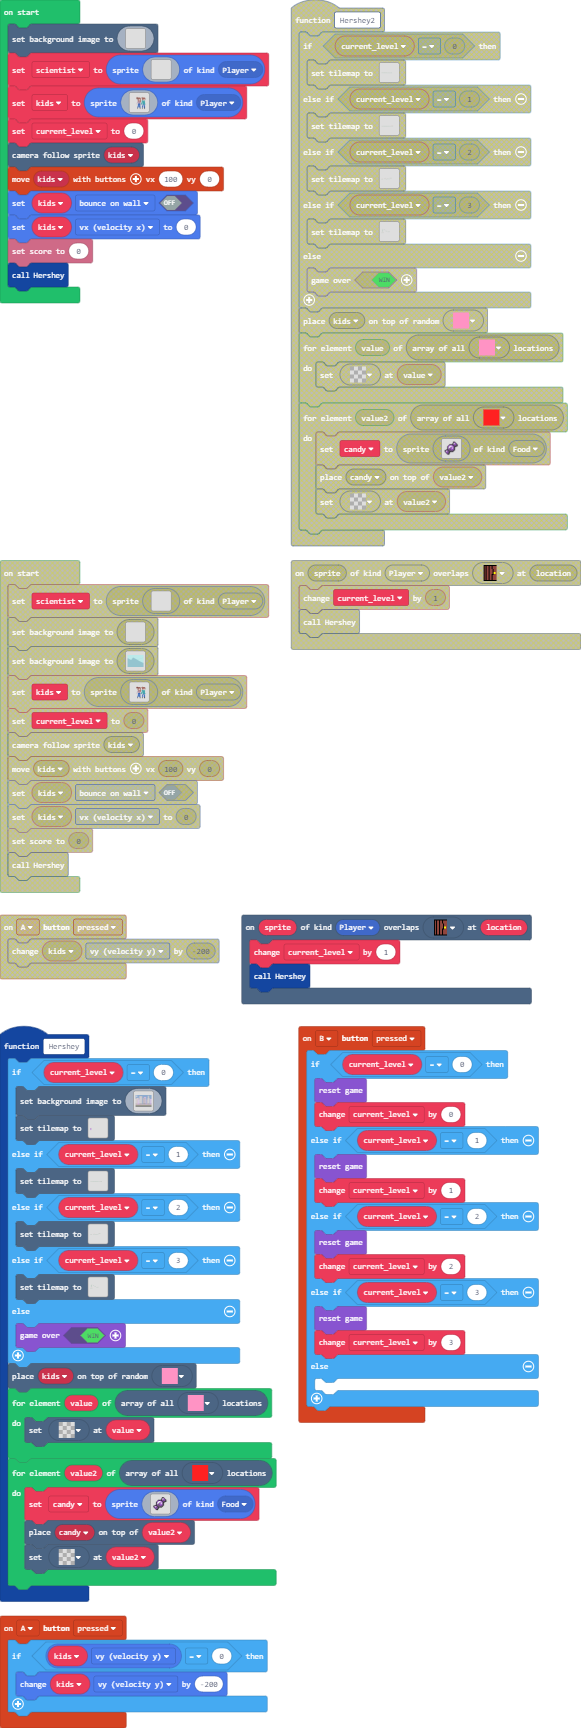 on start
set background image to
set scientist to sprite of kind Player
set kids to sprite of kind Player
set current_level to 0
camera follow sprite kids
move kids with buttons vx 100 vy 0
set kids bounce on wall OFF
set kids vx (velocity x) to 0
set score to 0
call Hershey
function Hershey2
if current_level = 0 then
set tilemap to
else if current_level = 1 then
set tilemap to
else if current_level = 2 then
set tilemap to
else if current_level = 3 then
set tilemap to
else
game over WIN
place kids on top of random
for element value of array of all locations
do
set at value
for element value2 of array of all locations
do
set candy to sprite of kind Food
place candy on top of value2
set at value2
on start
set scientist to sprite of kind Player
set background image to
set background image to
set kids to sprite of kind Player
set current_level to 0
camera follow sprite kids
move kids with buttons vx 100 vy 0
set kids bounce on wall OFF
set kids vx (velocity x) to 0
set score to 0
call Hershey
on sprite of kind Player overlaps at location
change current_level by 1
call Hershey
on A button pressed
change kids vy (velocity y) by -200
on sprite of kind Player overlaps at location
change current_level by 1
call Hershey
function Hershey
if current_level = 0 then
set background image to
set tilemap to
else if current_level = 1 then
set tilemap to
else if current_level = 2 then
set tilemap to
else if current_level = 3 then
set tilemap to
else
game over WIN
place kids on top of random
for element value of array of all locations
do
set at value
for element value2 of array of all locations
do
set candy to sprite of kind Food
place candy on top of value2
set at value2
on B button pressed
if current_level = 0 then
reset game
change current_level by 0
else if current_level = 1 then
reset game
change current_level by 1
else if current_level = 2 then
reset game
change current_level by 2
else if current_level = 3 then
reset game
change current_level by 3
else
on A button pressed
if kids vy (velocity y) = 0 then
change kids vy (velocity y) by -200